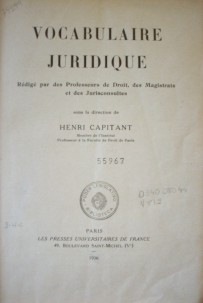 VOCABULAIRE
JURIDIQUE
Rédigé par des Professeurs de Droit, des Magistrats
et des Jurisconsultes
sous la direction de
HENRI CAPITANT
Membre de l'Institut
Professeur à la Faculté de Droit de Paris
55967
PARIS
LES PRESSES UNIVERSITAIRES DE FRANCE
49, BOULEVARD SAINT-MICHEL (Vᵉ)